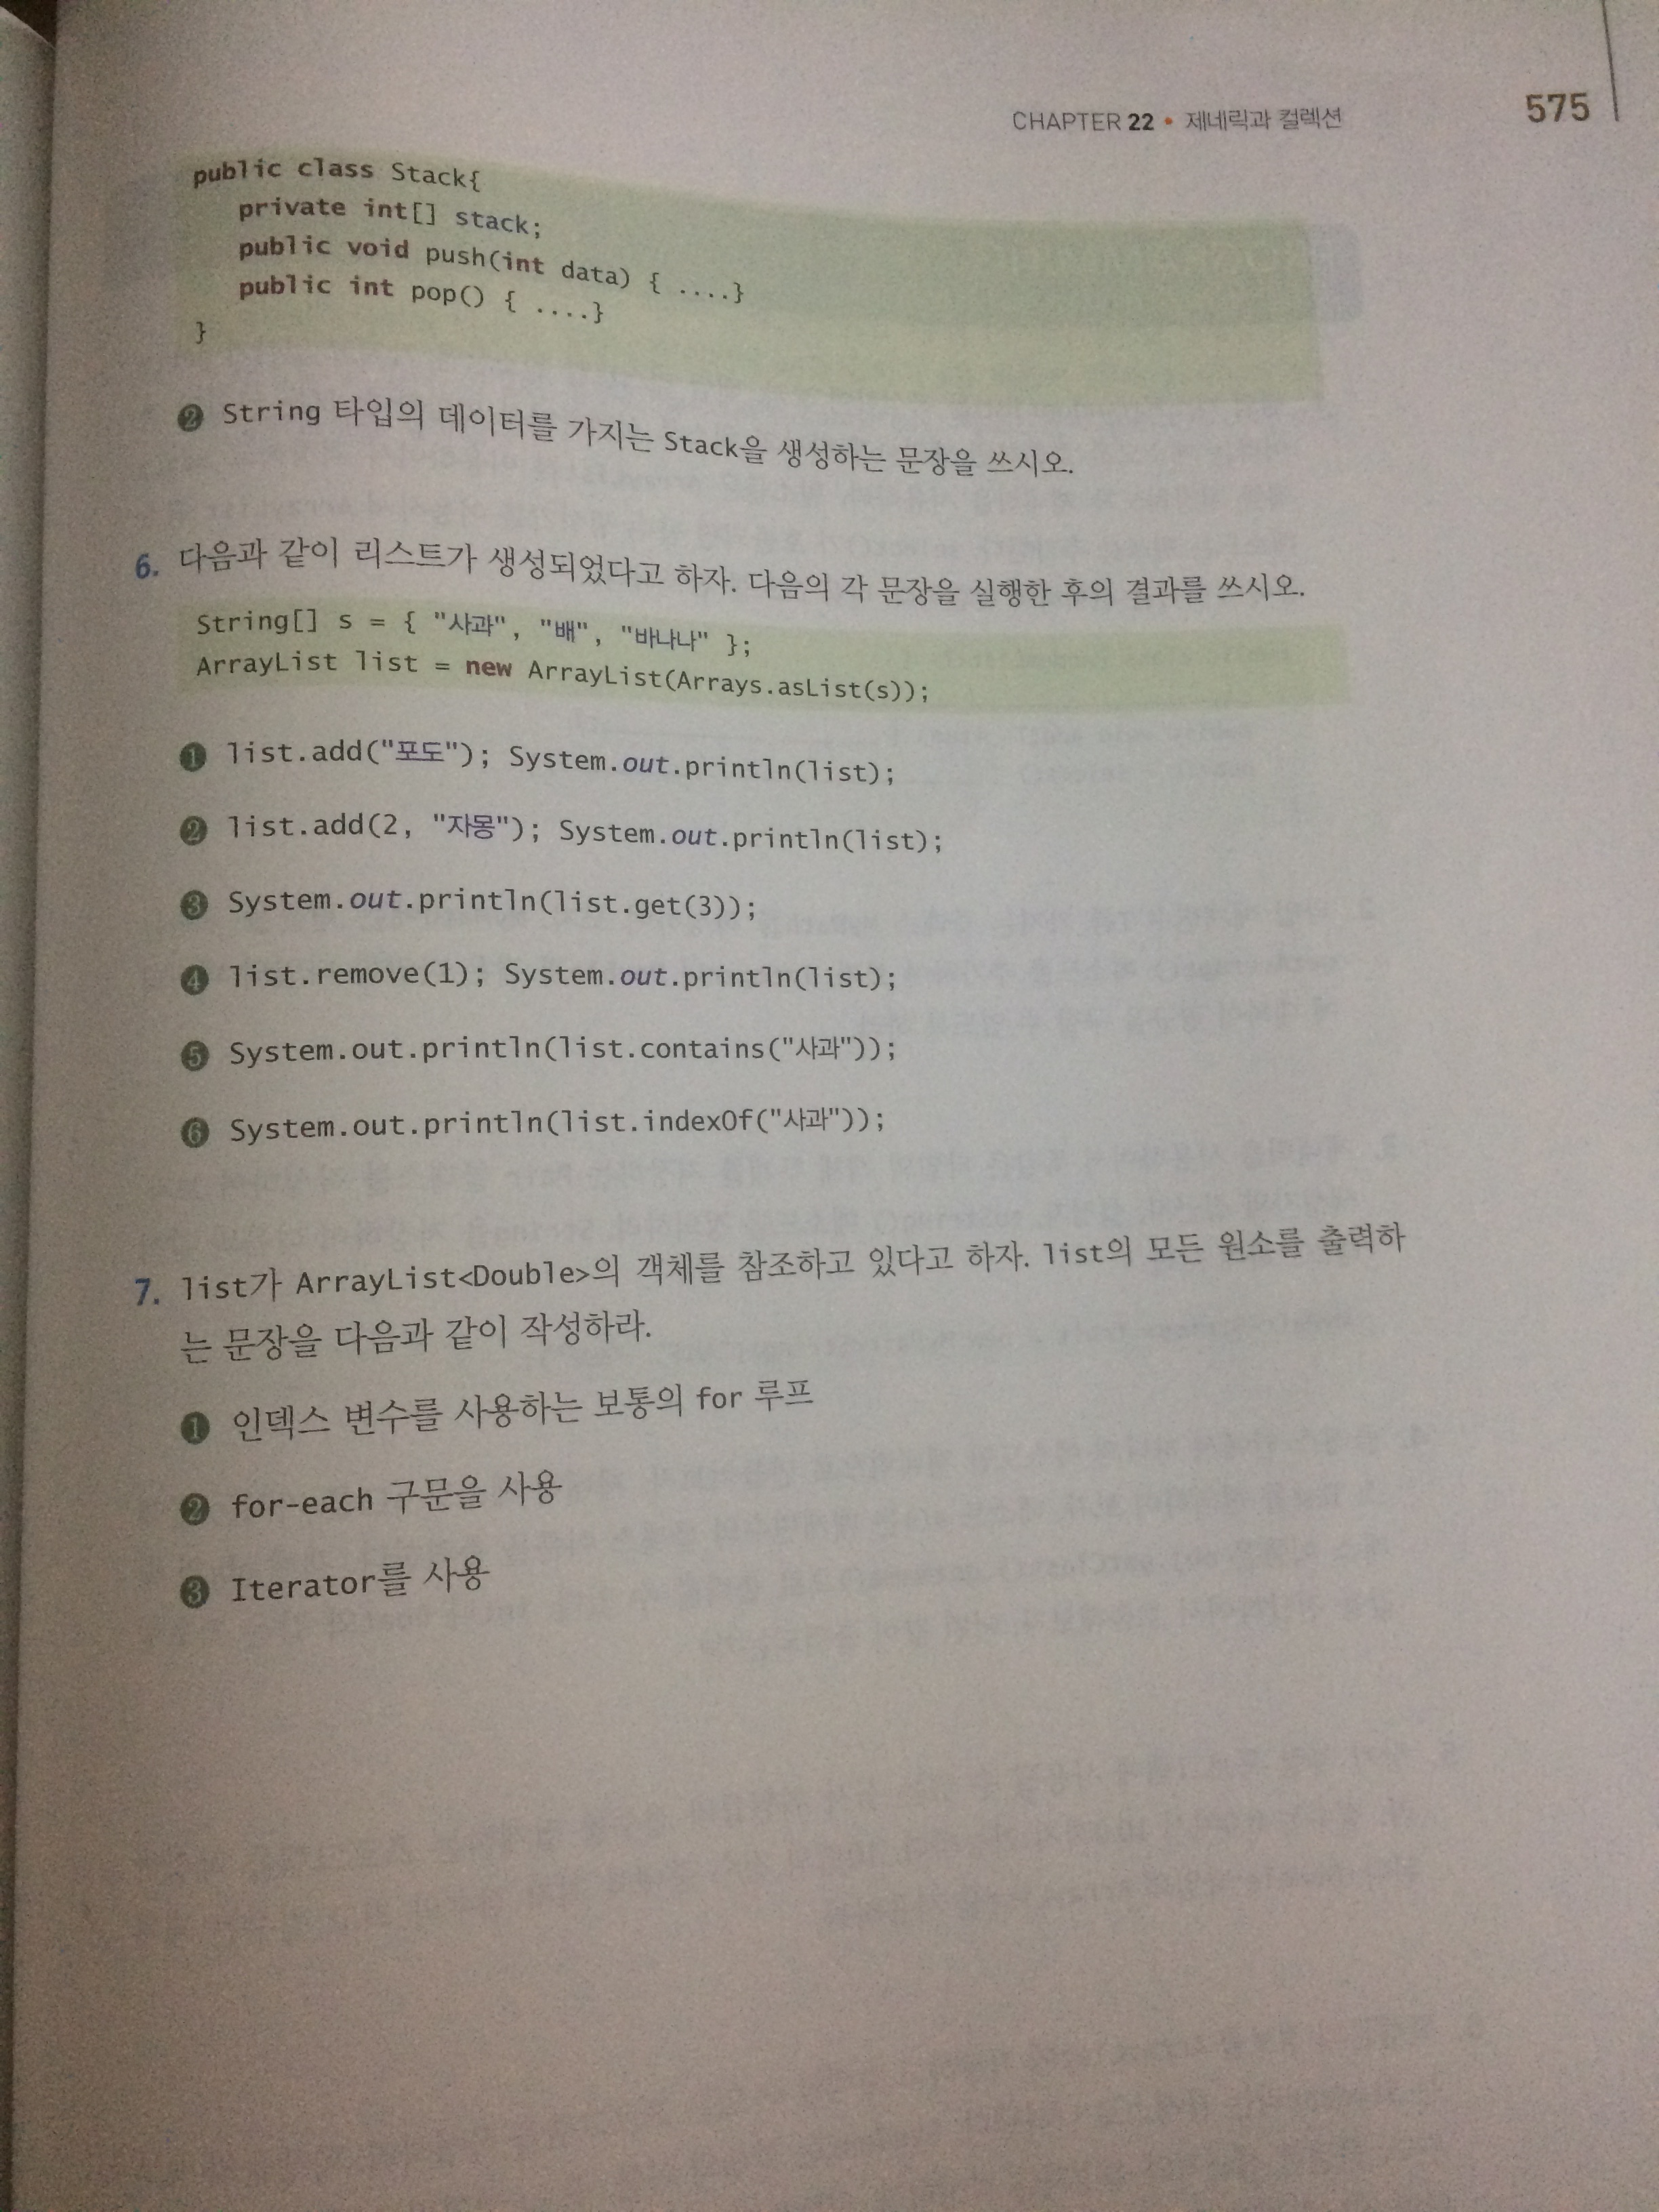 CHAPTER 22 • 제네릭과 컬렉션 575
public class Stack{
private int[] stack;
public void push(int data) { ....}
public int pop() { ....}
}
❷ String 타입의 데이터를 가지는 Stack을 생성하는 문장을 쓰시오.
6. 다음과 같이 리스트가 생성되었다고 하자. 다음의 각 문장을 실행한 후의 결과를 쓰시오.
String[] s = { "사과", "배", "바나나" };
ArrayList list = new ArrayList(Arrays.asList(s));
❶ list.add("포도"); System.out.println(list);
❷ list.add(2, "자몽"); System.out.println(list);
❸ System.out.println(list.get(3));
❹ list.remove(1); System.out.println(list);
❺ System.out.println(list.contains("사과"));
❻ System.out.println(list.indexOf("사과"));
7. list가 ArrayList<Double>의 객체를 참조하고 있다고 하자. list의 모든 원소를 출력하
는 문장을 다음과 같이 작성하라.
❶ 인덱스 변수를 사용하는 보통의 for 루프
❷ for-each 구문을 사용
❸ Iterator를 사용